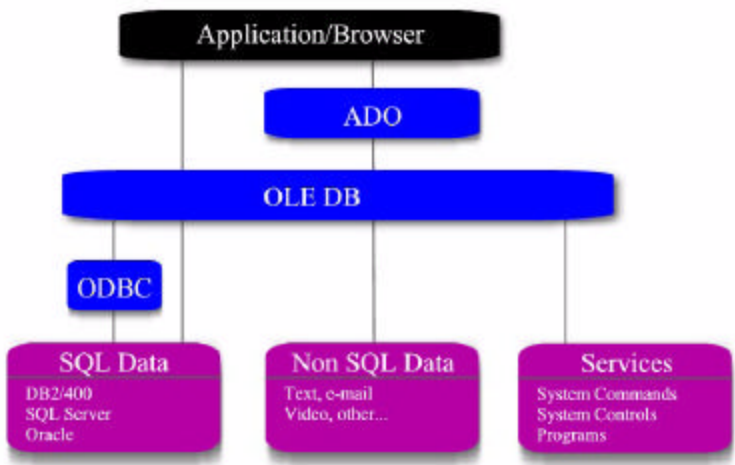 Application/Browser
ADO
OLE DB
ODBC
SQL Data
DB2/400
SQL Server
Oracle
Non SQL Data
Text, e-mail
Video, other...
Services
System Commands
System Controls
Programs